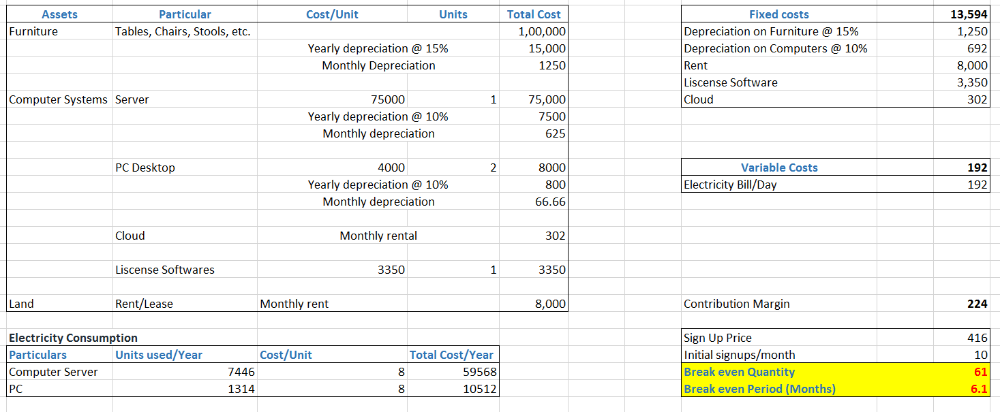 Assets Particular Cost/Unit Units Total Cost
Furniture Tables, Chairs, Stools, etc. 1,00,000
Yearly depreciation @ 15% 15,000
Monthly Depreciation 1250
Computer Systems Server 75000 1 75,000
Yearly depreciation @ 10% 7500
Monthly depreciation 625
PC Desktop 4000 2 8000
Yearly depreciation @ 10% 800
Monthly depreciation 66.66
Cloud Monthly rental 302
Liscense Softwares 3350 1 3350
Land Rent/Lease Monthly rent 8,000
Electricity Consumption
Particulars Units used/Year Cost/Unit Total Cost/Year
Computer Server 7446 8 59568
PC 1314 8 10512
Fixed costs 13,594
Depreciation on Furniture @ 15% 1,250
Depreciation on Computers @ 10% 692
Rent 8,000
Liscense Software 3,350
Cloud 302
Variable Costs 192
Electricity Bill/Day 192
Contribution Margin 224
Sign Up Price 416
Initial signups/month 10
Break even Quantity 61
Break even Period (Months) 6.1